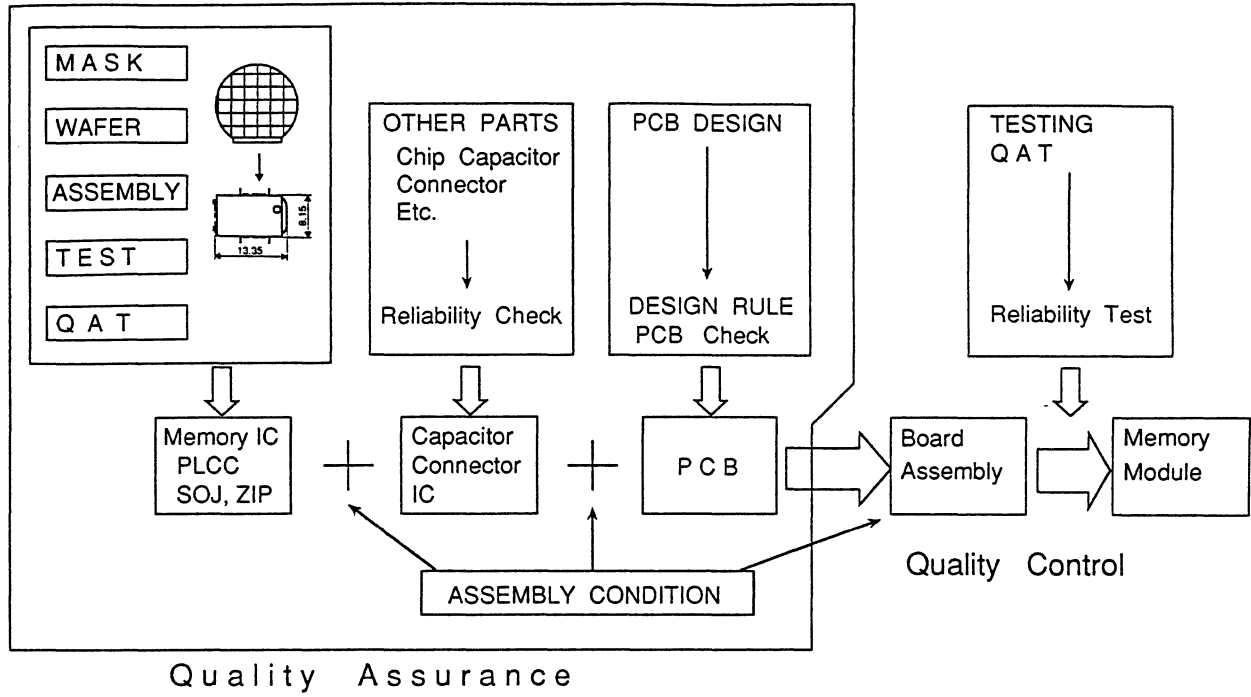 MASK
WAFER
ASSEMBLY
TEST
QAT
13.35
8.15
OTHER PARTS
Chip Capacitor
Connector
Etc.
Reliability Check
PCB DESIGN
DESIGN RULE
PCB Check
TESTING
QAT
Reliability Test
Memory IC
PLCC
SOJ, ZIP
Capacitor
Connector
IC
PCB
Board
Assembly
Memory
Module
ASSEMBLY CONDITION
Quality Control
Quality Assurance